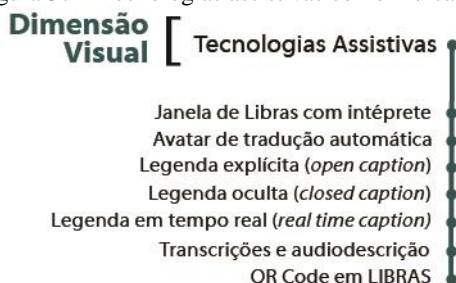 Dimensão
Visual
Tecnologias Assistivas
Janela de Libras com intéprete
Avatar de tradução automática
Legenda explícita (open caption)
Legenda oculta (closed caption)
Legenda em tempo real (real time caption)
Transcrições e audiodescrição
QR Code em LIBRAS